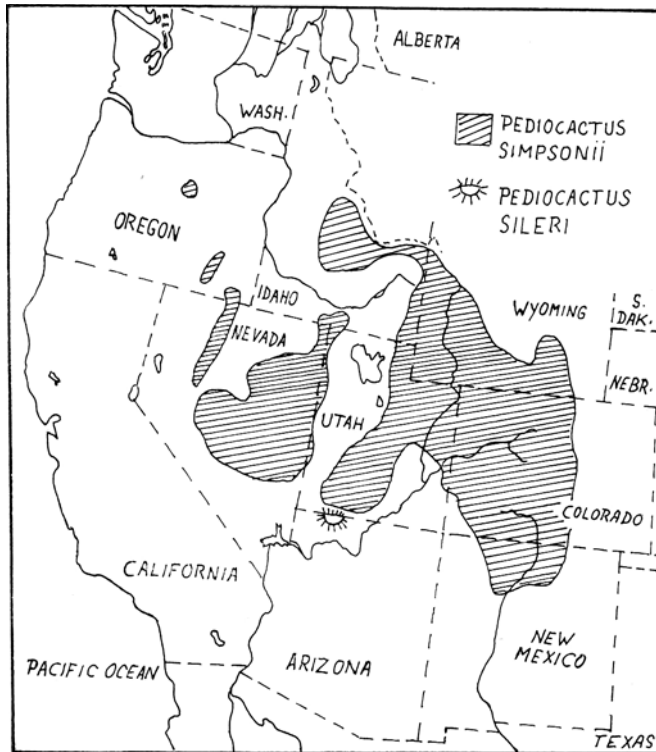 ALBERTA
WASH.
PEDIOCACTUS
SIMPSONII
PEDIOCACTUS
SILERI
OREGON
IDAHO
WYOMING
S.
DAK.
NEVADA
NEBR.
UTAH
COLORADO
CALIFORNIA
NEW
MEXICO
PACIFIC OCEAN
ARIZONA
TEXAS